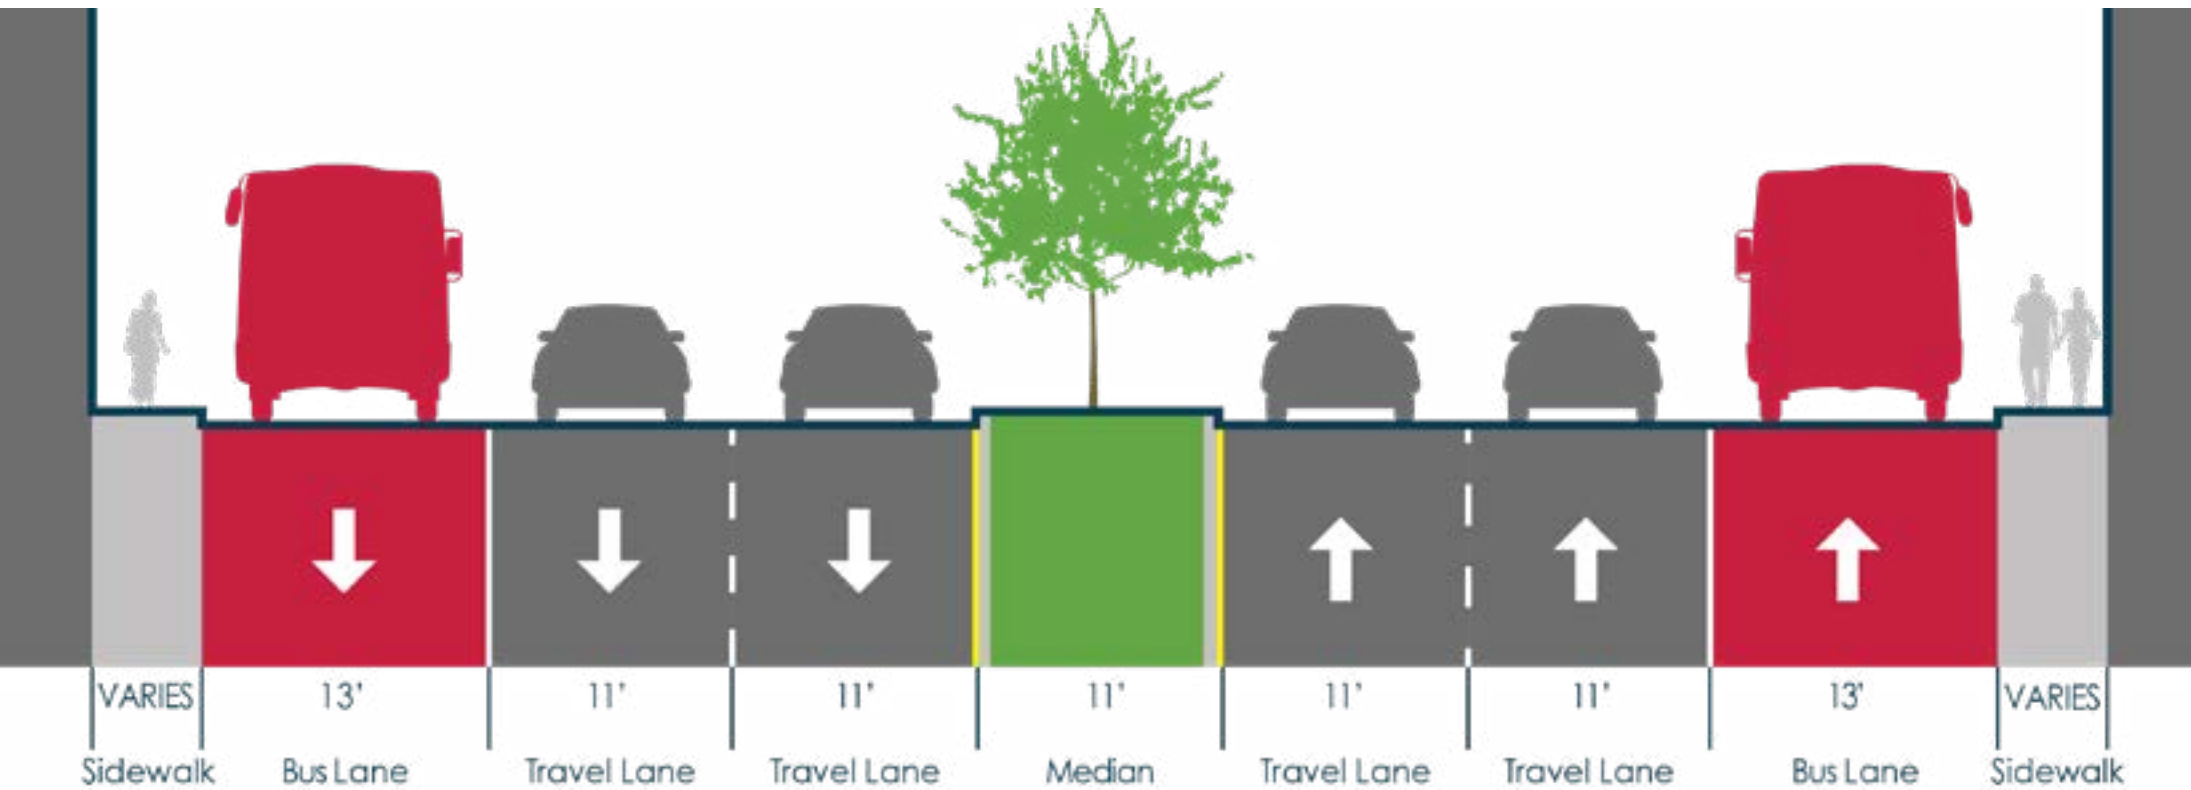 VARIES 13' 11' 11' 11' 11' 11' 13' VARIES
Sidewalk Bus Lane Travel Lane Travel Lane Median Travel Lane Travel Lane Bus Lane Sidewalk